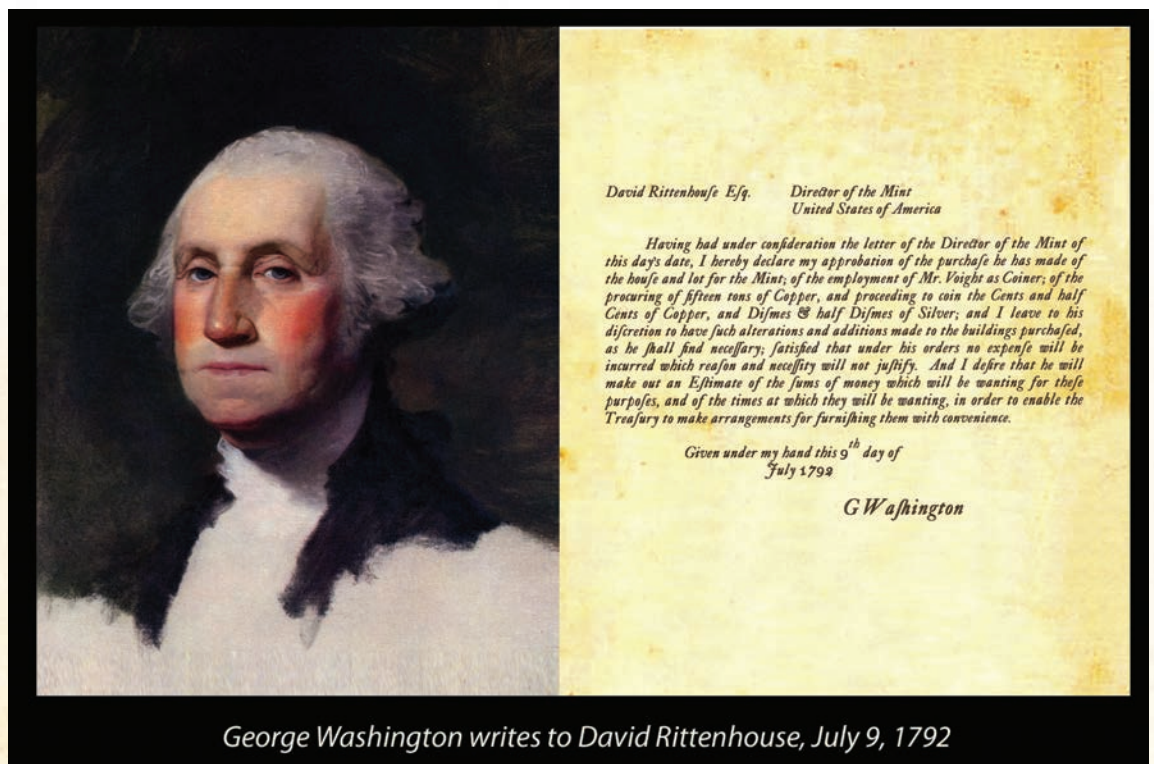 David Rittenhouſe Eſq. Director of the Mint
United States of America
Having had under conſideration the letter of the Director of the Mint of
this day's date, I hereby declare my approbation of the purchaſe he has made of
the houſe and lot for the Mint; of the employment of Mr. Voight as Coiner; of the
procuring of fifteen tons of Copper, and proceeding to coin the Cents and half
Cents of Copper, and Diſmes & half Diſmes of Silver; and I leave to his
diſcretion to have ſuch alterations and additions made to the buildings purchaſed,
as he ſhall find neceſſary; ſatisfied that under his orders no expenſe will be
incurred which reaſon and neceſſity will not juſtify. And I deſire that he will
make out an Eſtimate of the ſums of money which will be wanting for theſe
purpoſes, and of the times at which they will be wanting, in order to enable the
Treaſury to make arrangements for furniſhing them with convenience.
Given under my hand this 9th day of
July 1792
G Waſhington
George Washington writes to David Rittenhouse, July 9, 1792